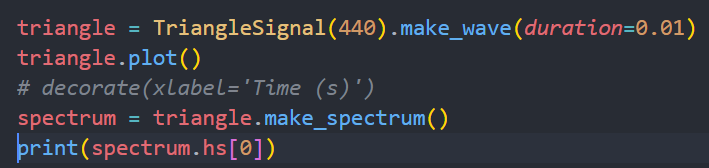 triangle = TriangleSignal(440).make_wave(duration=0.01)
triangle.plot()
# decorate(xlabel='Time (s)')
spectrum = triangle.make_spectrum()
print(spectrum.hs[0])